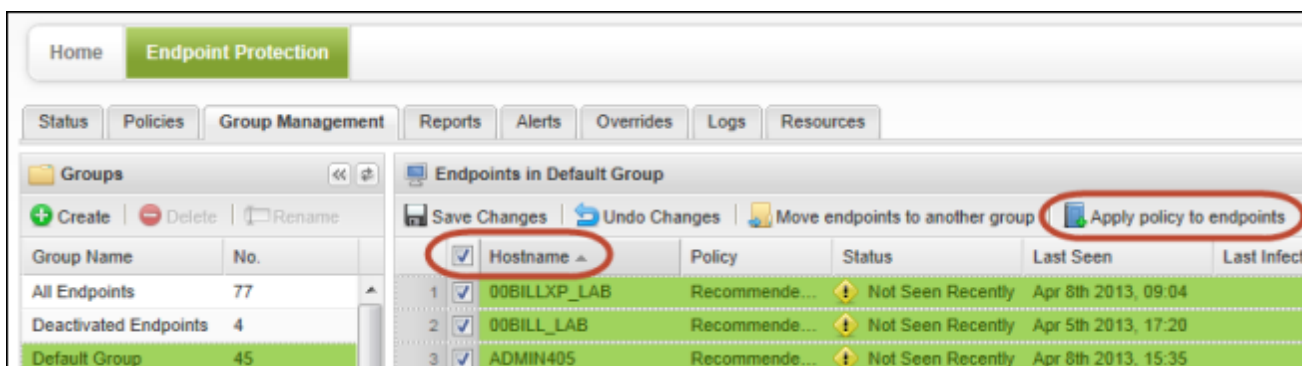 Home Endpoint Protection
Status Policies Group Management Reports Alerts Overrides Logs Resources
Groups
Create Delete Rename
Group Name No.
All Endpoints 77
Deactivated Endpoints 4
Default Group 45
Endpoints in Default Group
Save Changes Undo Changes Move endpoints to another group Apply policy to endpoints
Hostname Policy Status Last Seen Last Infect
1 00BILLXP_LAB Recommende... Not Seen Recently Apr 8th 2013, 09:04
2 00BILL_LAB Recommende... Not Seen Recently Apr 5th 2013, 17:20
3 ADMIN405 Recommende... Not Seen Recently Apr 8th 2013, 15:35